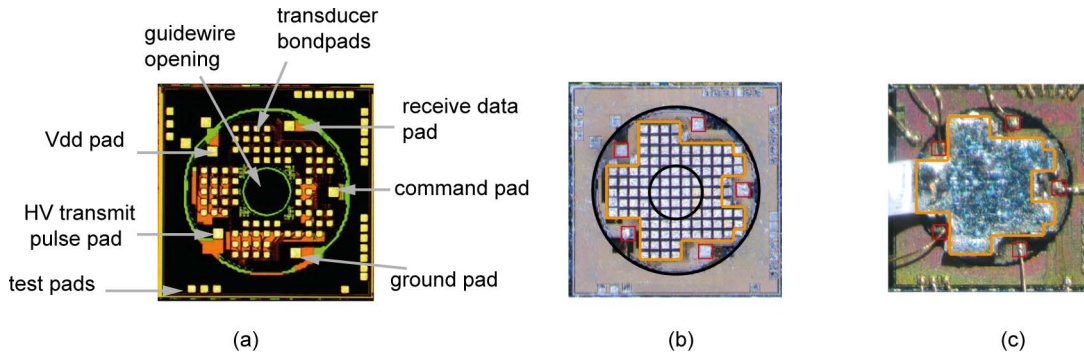 guidewire
opening
transducer
bondpads
receive data
pad
Vdd pad
command pad
HV transmit
pulse pad
ground pad
test pads
(a)
(b)
(c)